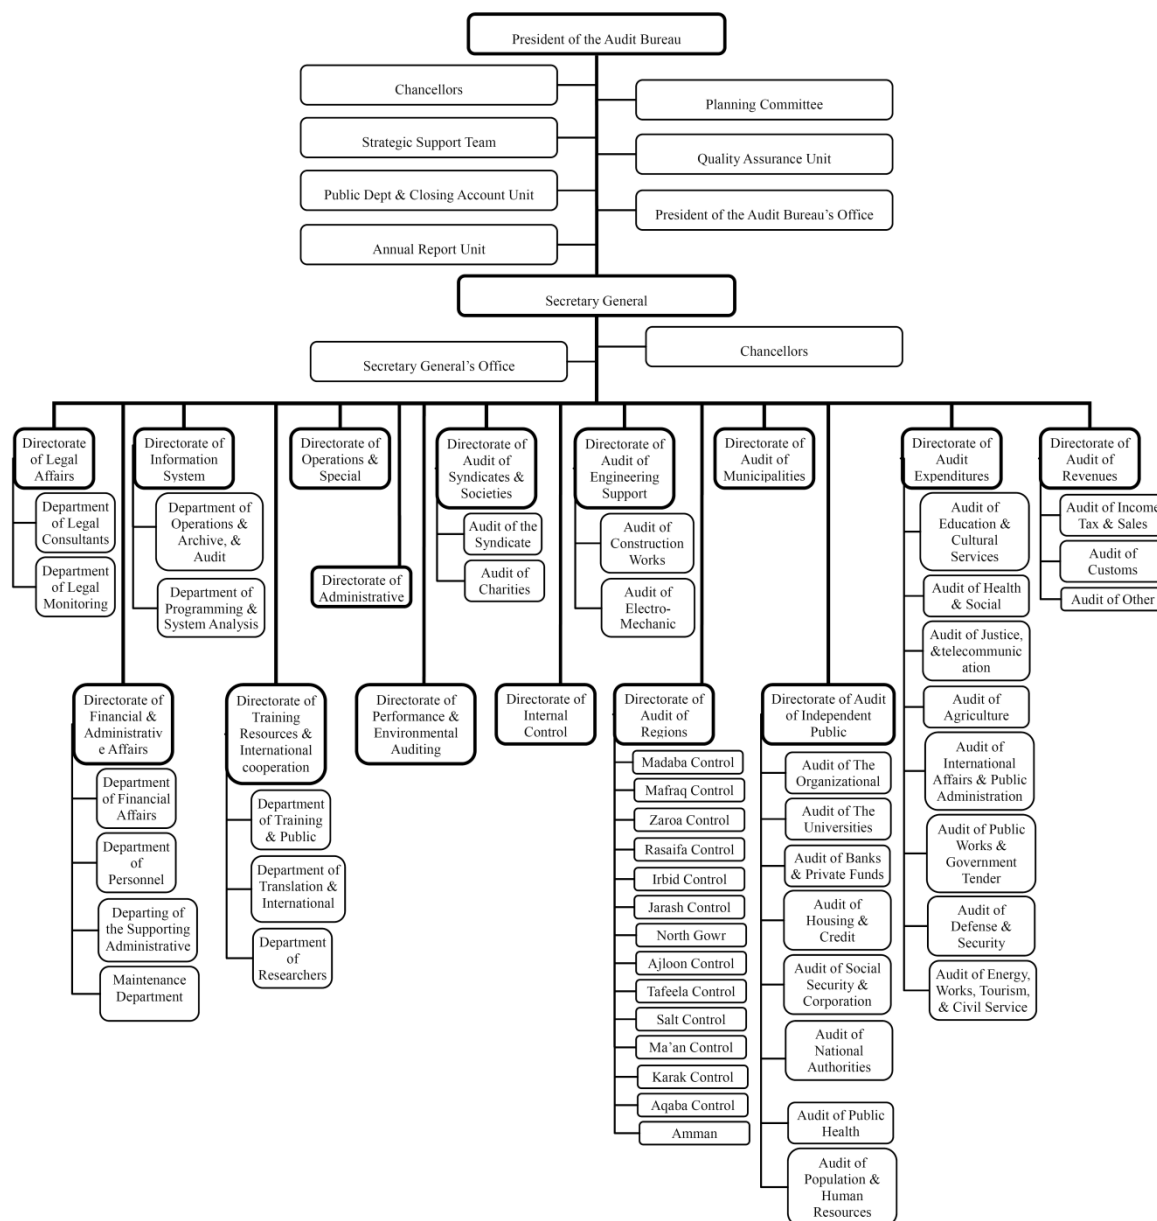 President of the Audit Bureau
Chancellors
Planning Committee
Strategic Support Team
Quality Assurance Unit
Public Dept & Closing Account Unit
President of the Audit Bureau's Office
Annual Report Unit
Secretary General
Chancellors
Secretary General's Office
Directorate
of Legal
Affairs
Department
of Legal
Consultants
Department
of Legal
Monitoring
Directorate of
Information
System
Department of
Operations &
Archive, &
Audit
Department of
Programming &
System Analysis
Directorate of
Operations &
Special
Directorate of
Administrative
Directorate of
Audit of
Syndicates &
Societies
Audit of the
Syndicate
Audit of
Charities
Directorate
of Audit of
Engineering
Support
Audit of
Construction
Works
Audit of
Electro-
Mechanic
Directorate
of Audit of
Municipalities
Directorate of
Audit
Expenditures
Audit of
Education &
Cultural
Services
Audit of Health
& Social
Audit of Justice,
&telecommunic
ation
Audit of
Agriculture
Audit of
International
Affairs & Public
Administration
Audit of Public
Works &
Government
Tender
Audit of
Defense &
Security
Audit of Energy,
Works, Tourism,
& Civil Service
Directorate
of Audit of
Revenues
Audit of Income
Tax & Sales
Audit of
Customs
Audit of Other
Directorate of
Financial &
Administrativ
e Affairs
Department
of Financial
Affairs
Department
of
Personnel
Departing of
the Supporting
Administrative
Maintenance
Department
Directorate of
Training
Resources &
International
cooperation
Department
of Training
& Public
Department of
Translation &
International
Department
of
Researchers
Directorate of
Performance &
Environmental
Auditing
Directorate of
Internal
Control
Directorate of
Audit of
Regions
Madaba Control
Mafraq Control
Zaroa Control
Rasaifa Control
Irbid Control
Jarash Control
North Gowr
Ajloon Control
Tafeela Control
Salt Control
Ma'an Control
Karak Control
Aqaba Control
Amman
Directorate of Audit
of Independent
Public
Audit of The
Organizational
Audit of The
Universities
Audit of Banks
& Private Funds
Audit of
Housing &
Credit
Audit of Social
Security &
Corporation
Audit of
National
Authorities
Audit of Public
Health
Audit of
Population &
Human
Resources